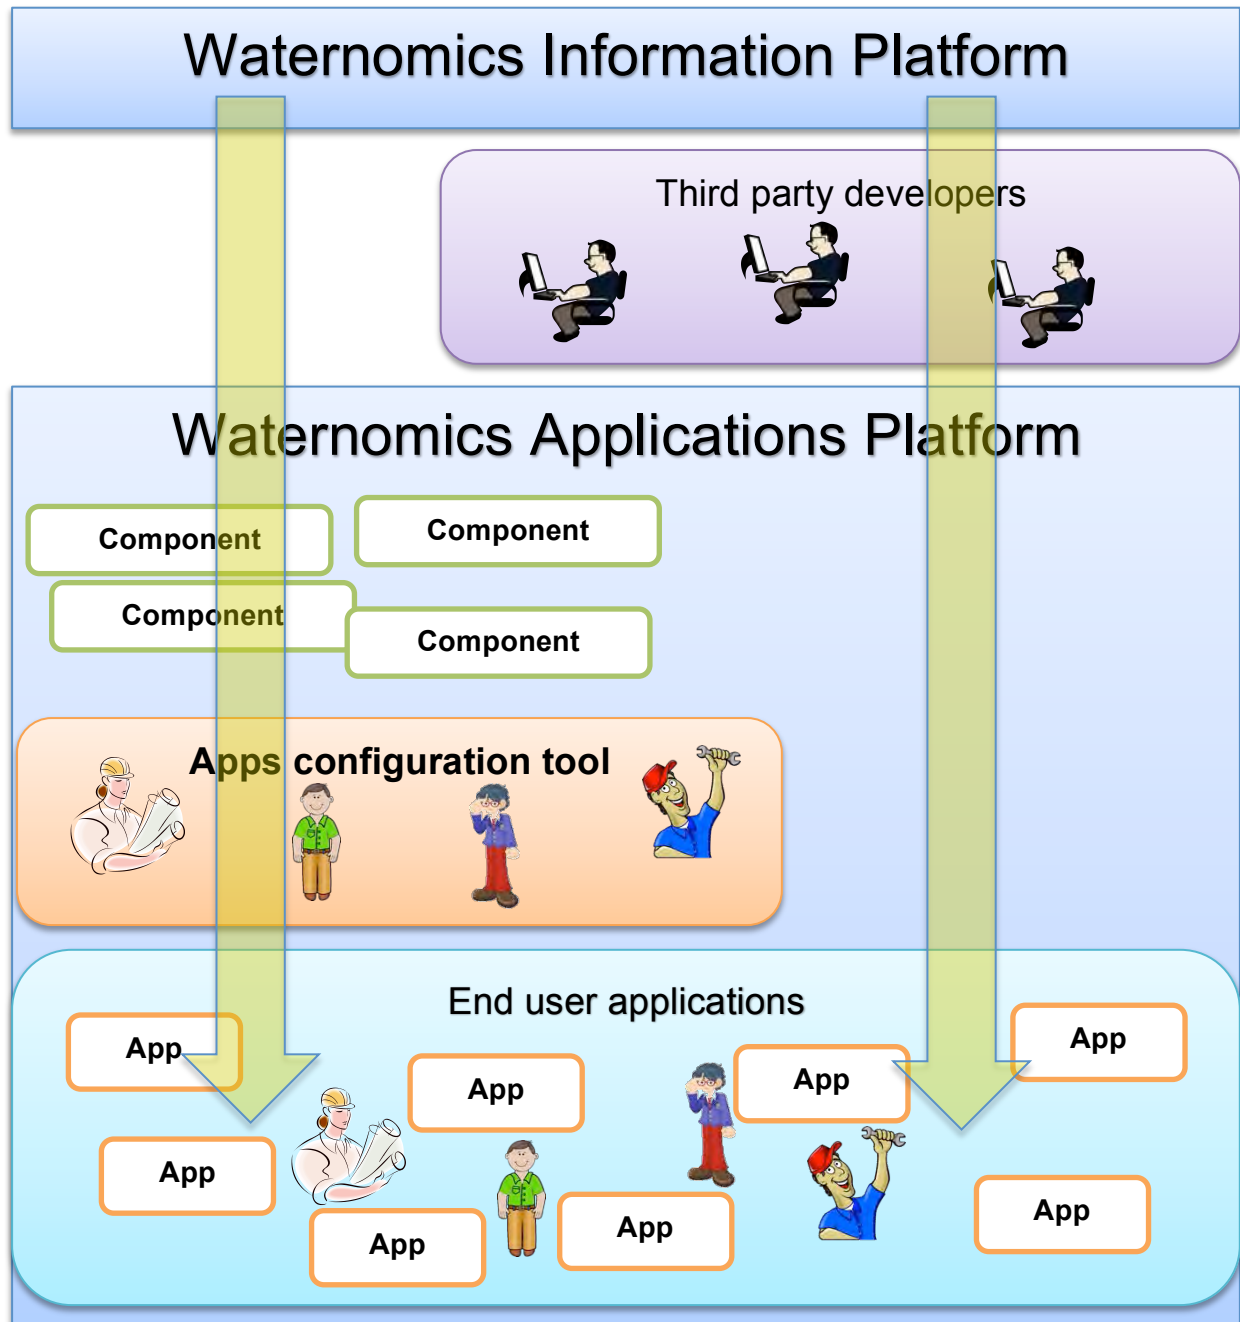 Waternomics Information Platform
Third party developers
Waternomics Applications Platform
Component
Component
Component
Component
Apps configuration tool
End user applications
App
App
App
App
App
App
App
App